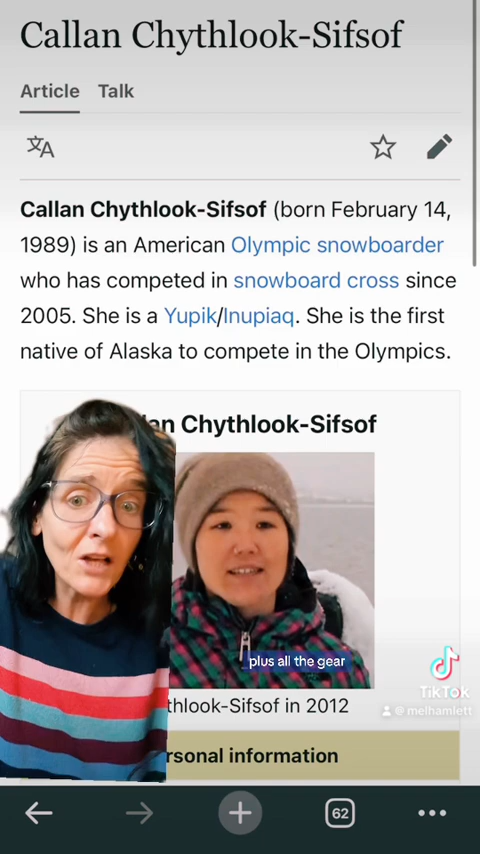 Callan Chythlook-Sifsof
Article Talk
Callan Chythlook-Sifsof (born February 14,
1989) is an American Olympic snowboarder
who has competed in snowboard cross since
2005. She is a Yupik/Inupiaq. She is the first
native of Alaska to compete in the Olympics.
an Chythlook-Sifsof
plus all the gear
TikTok
@melhamlett
thlook-Sifsof in 2012
rsonal information
62